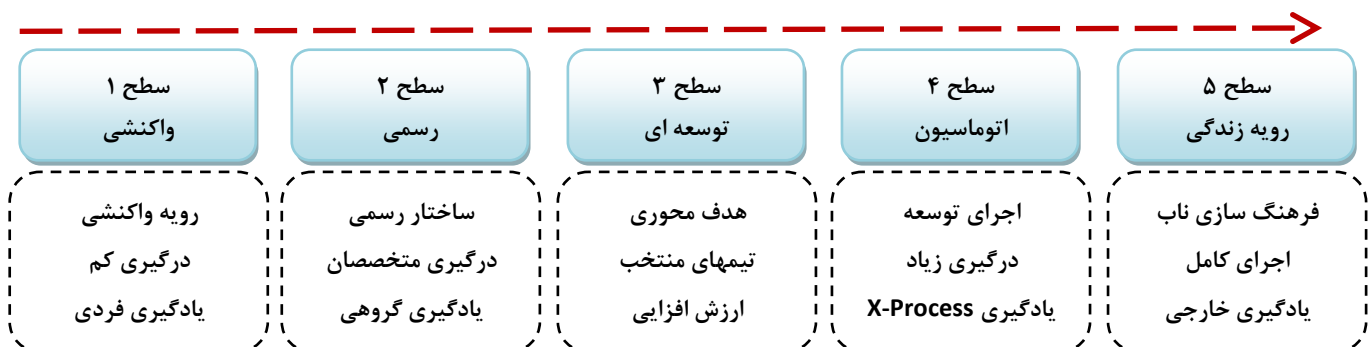 سطح ۱
واکنشی
رویه واکنشی
درگیری کم
یادگیری فردی
سطح ۲
رسمی
ساختار رسمی
درگیری متخصصان
یادگیری گروهی
سطح ۳
توسعه ای
هدف محوری
تیمهای منتخب
ارزش افزایی
سطح ۴
اتوماسیون
اجرای توسعه
درگیری زیاد
یادگیری X-Process
سطح ۵
رویه زندگی
فرهنگ سازی ناب
اجرای کامل
یادگیری خارجی